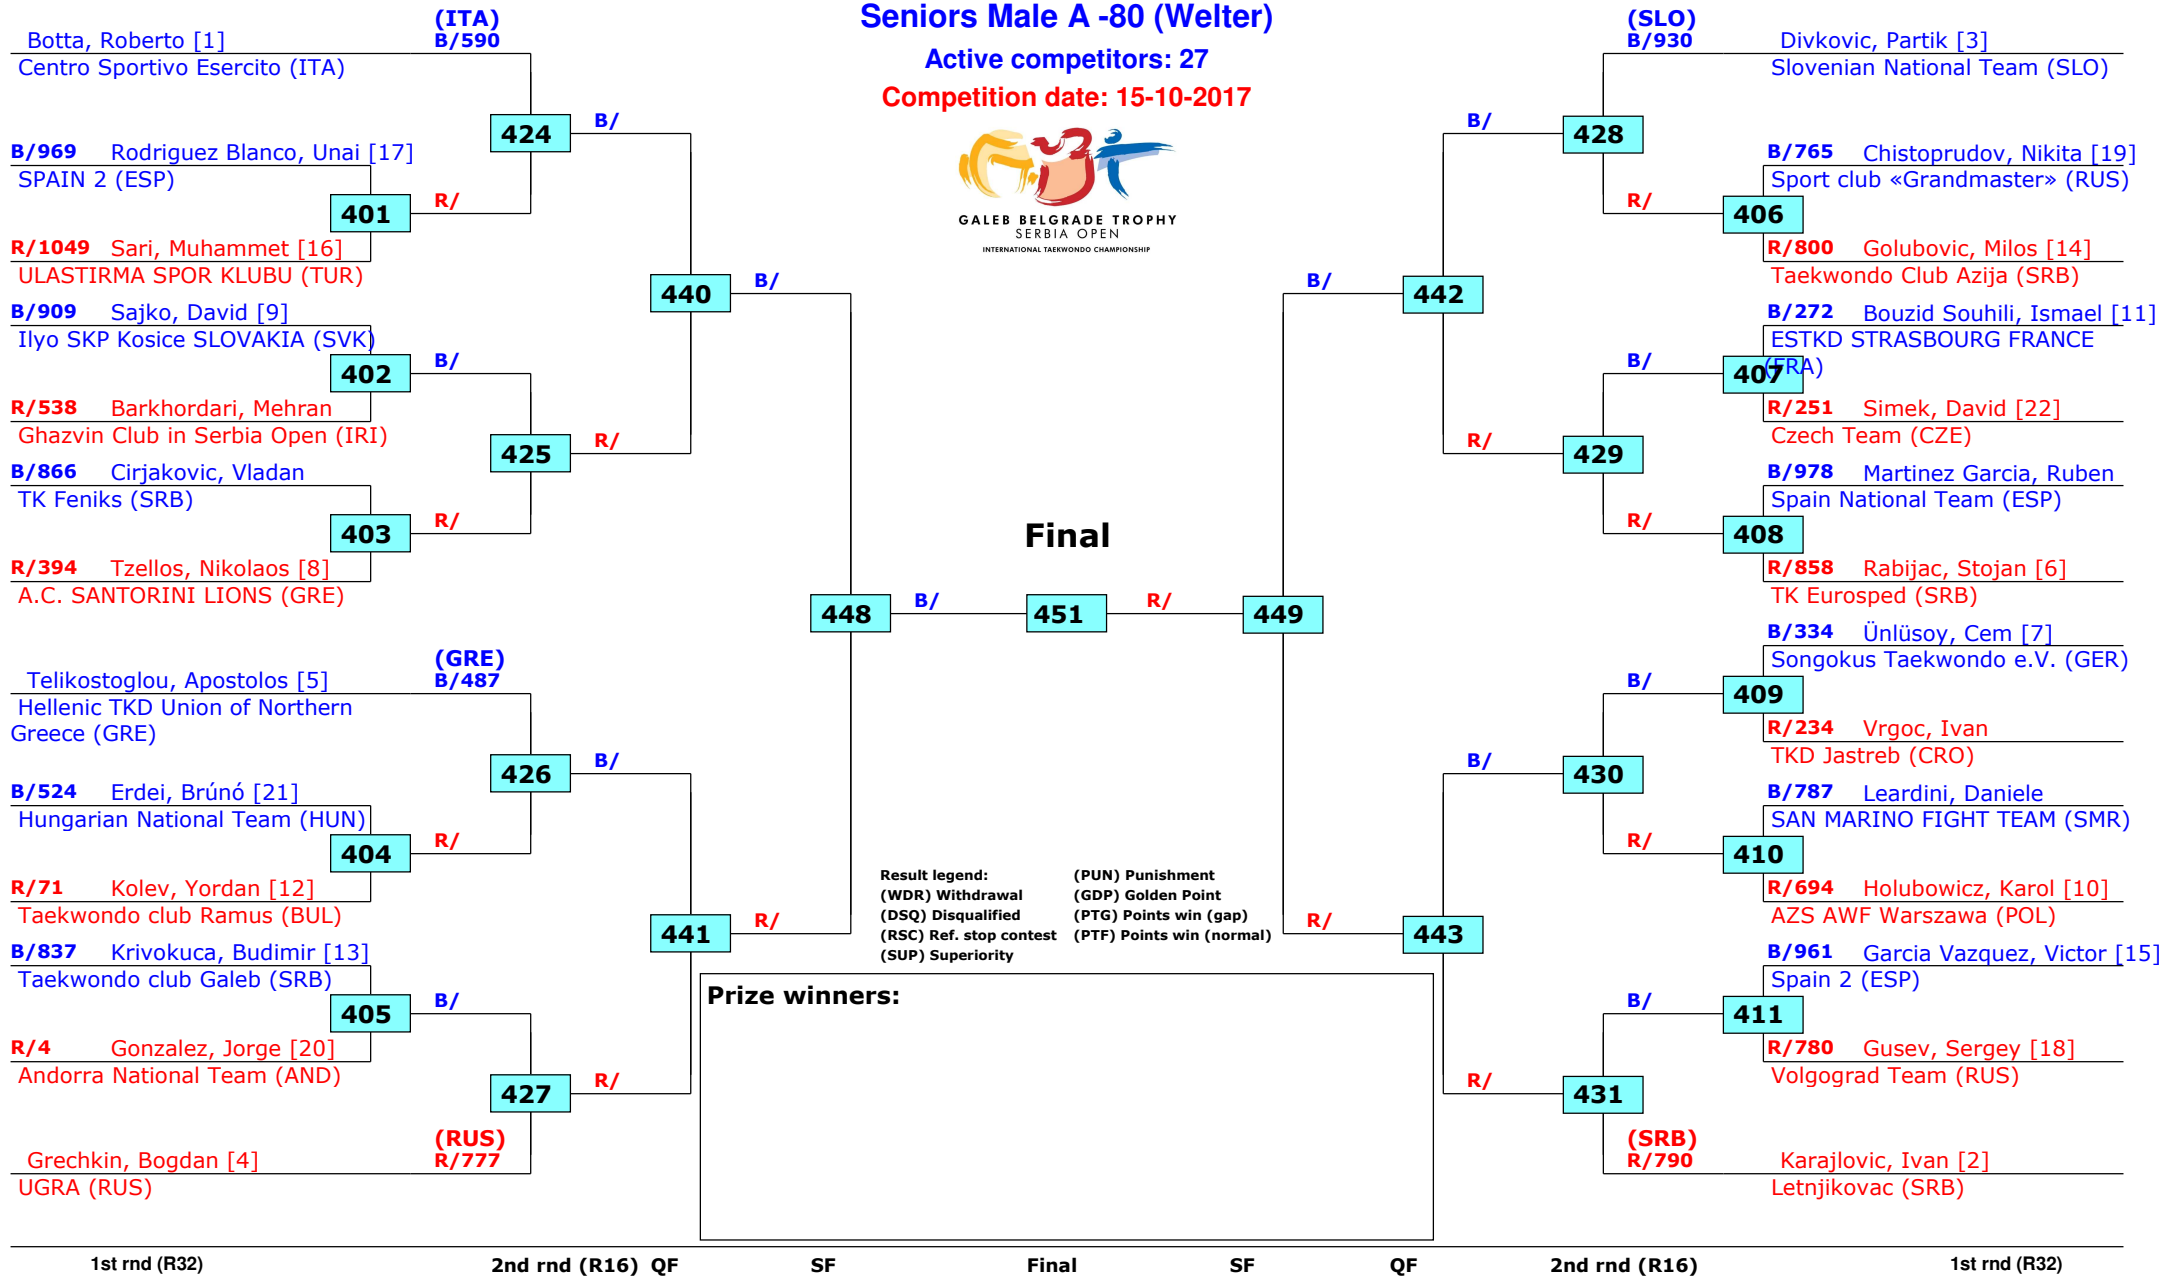 Seniors Male A -80 (Welter)
Active competitors: 27
Competition date: 15-10-2017
GALEB BELGRADE TROPHY
SERBIA OPEN
INTERNATIONAL TAEKWONDO CHAMPIONSHIP
Botta, Roberto [1]
(ITA)
B/590
Centro Sportivo Esercito (ITA)
424
B/
B/969 Rodriguez Blanco, Unai [17]
SPAIN 2 (ESP)
401
R/
R/1049 Sari, Muhammet [16]
ULASTIRMA SPOR KLUBU (TUR)
440
B/
B/909 Sajko, David [9]
Ilyo SKP Kosice SLOVAKIA (SVK)
402
B/
R/538 Barkhordari, Mehran
Ghazvin Club in Serbia Open (IRI)
425
R/
B/866 Cirjakovic, Vladan
TK Feniks (SRB)
403
R/
R/394 Tzellos, Nikolaos [8]
A.C. SANTORINI LIONS (GRE)
448
B/
Telikostoglou, Apostolos [5]
(GRE)
B/487
Hellenic TKD Union of Northern
Greece (GRE)
426
B/
B/524 Erdei, Brúnó [21]
Hungarian National Team (HUN)
404
R/
R/71 Kolev, Yordan [12]
Taekwondo club Ramus (BUL)
441
R/
B/837 Krivokuca, Budimir [13]
Taekwondo club Galeb (SRB)
405
B/
R/4 Gonzalez, Jorge [20]
Andorra National Team (AND)
427
R/
(RUS)
R/777
Grechkin, Bogdan [4]
UGRA (RUS)
Final
451
R/
449
(SLO)
B/930
Divkovic, Partik [3]
Slovenian National Team (SLO)
B/
428
B/765 Chistoprudov, Nikita [19]
Sport club «Grandmaster» (RUS)
R/
406
R/800 Golubovic, Milos [14]
Taekwondo Club Azija (SRB)
B/
442
B/272 Bouzid Souhili, Ismael [11]
ESTKD STRASBOURG FRANCE
(FRA)
B/
407
R/251 Simek, David [22]
Czech Team (CZE)
R/
429
B/978 Martinez Garcia, Ruben
Spain National Team (ESP)
R/
408
R/858 Rabijac, Stojan [6]
TK Eurosped (SRB)
B/334 Ünlüsoy, Cem [7]
Songokus Taekwondo e.V. (GER)
B/
409
R/234 Vrgoc, Ivan
TKD Jastreb (CRO)
B/
430
B/787 Leardini, Daniele
SAN MARINO FIGHT TEAM (SMR)
R/
410
R/694 Holubowicz, Karol [10]
AZS AWF Warszawa (POL)
R/
443
B/961 Garcia Vazquez, Victor [15]
Spain 2 (ESP)
B/
411
R/780 Gusev, Sergey [18]
Volgograd Team (RUS)
R/
431
(SRB)
R/790
Karajlovic, Ivan [2]
Letnjikovac (SRB)
Result legend:
(WDR) Withdrawal
(DSQ) Disqualified
(RSC) Ref. stop contest
(SUP) Superiority
(PUN) Punishment
(GDP) Golden Point
(PTG) Points win (gap)
(PTF) Points win (normal)
Prize winners:
1st rnd (R32) 2nd rnd (R16) QF SF Final SF QF 2nd rnd (R16) 1st rnd (R32)